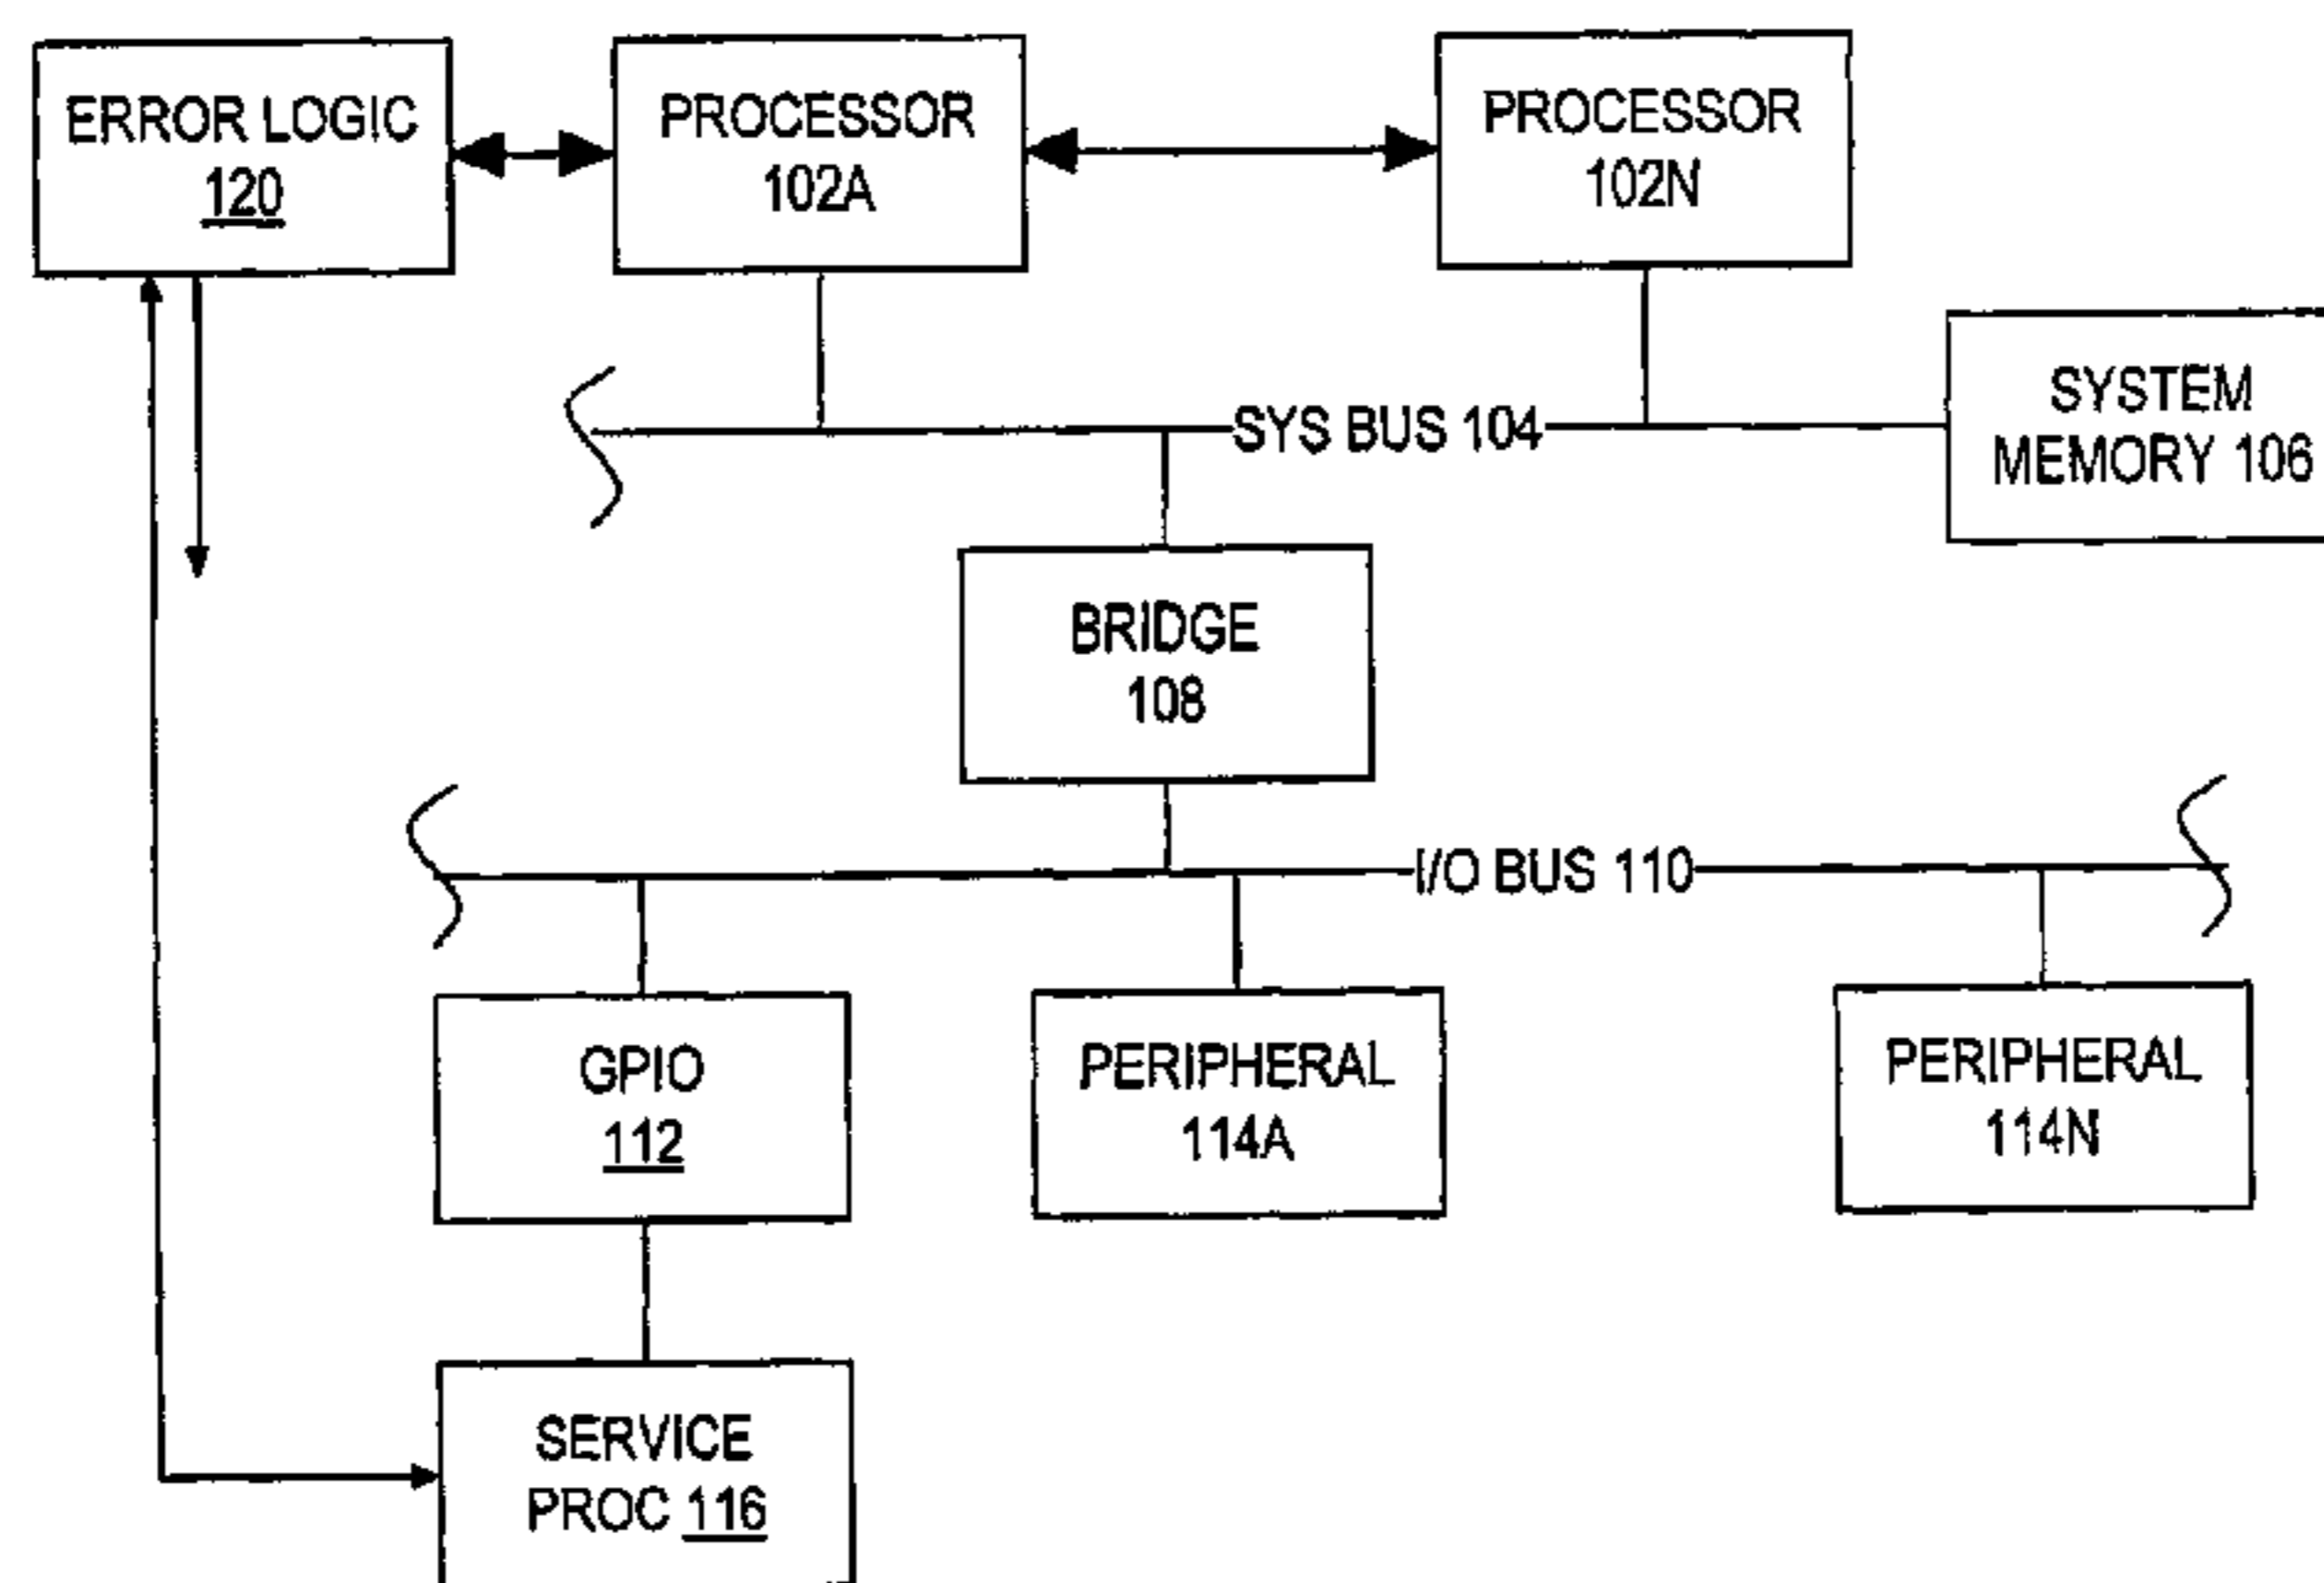 ERROR LOGIC
120
PROCESSOR
102A
PROCESSOR
102N
SYSTEM
MEMORY 106
SYS BUS 104
BRIDGE
108
I/O BUS 110
GPIO
112
PERIPHERAL
114A
PERIPHERAL
114N
SERVICE
PROC 116